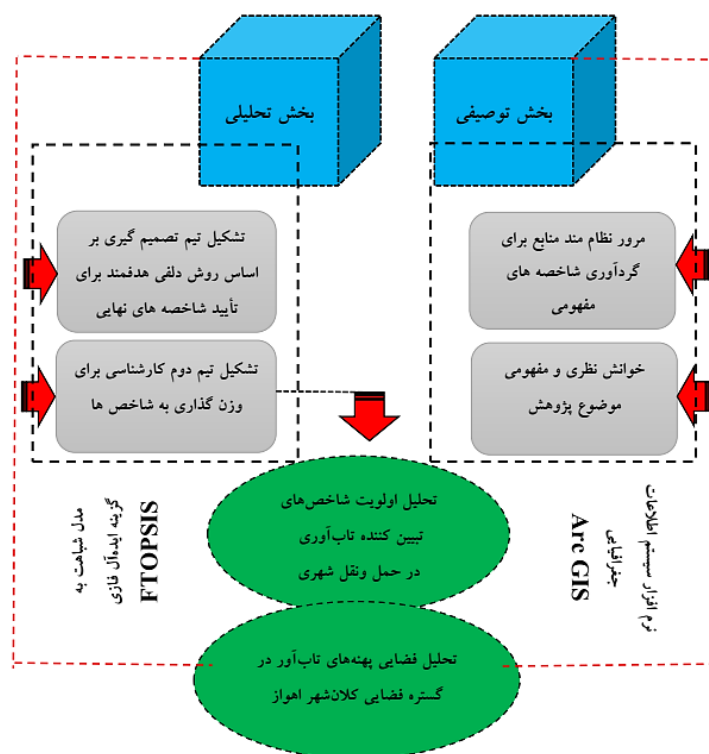 بخش توصیفی
بخش تحلیلی
مرور نظام مند منابع برای
گردآوری شاخصه های
مفهومی
خوانش نظری و مفهومی
موضوع پژوهش
تشکیل تیم تصمیم گیری بر
اساس روش دلفی هدفمند برای
تأیید شاخصه های نهایی
تشکیل تیم دوم کارشناسی برای
وزن گذاری به شاخص ها
نرم افزار سیستم اطلاعات
جغرافیایی
Arc GIS
مدل شباهت به
گزینه ایده‌آل فازی
FTOPSIS
تحلیل اولویت شاخص‌های
تبیین کننده تاب‌آوری
در حمل ونقل شهری
تحلیل فضایی پهنه‌های تاب‌آور در
گستره فضایی کلان‌شهر اهواز